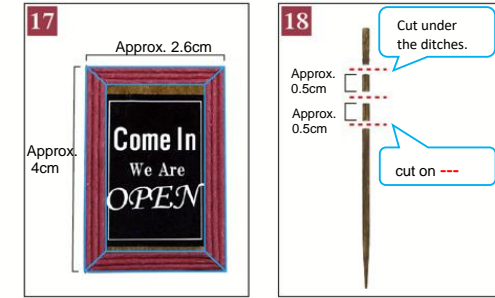 17
Approx. 2.6cm
Approx.
4cm
Come In
We Are
OPEN
18
Cut under
the ditches.
Approx.
0.5cm
Approx.
0.5cm
cut on ---